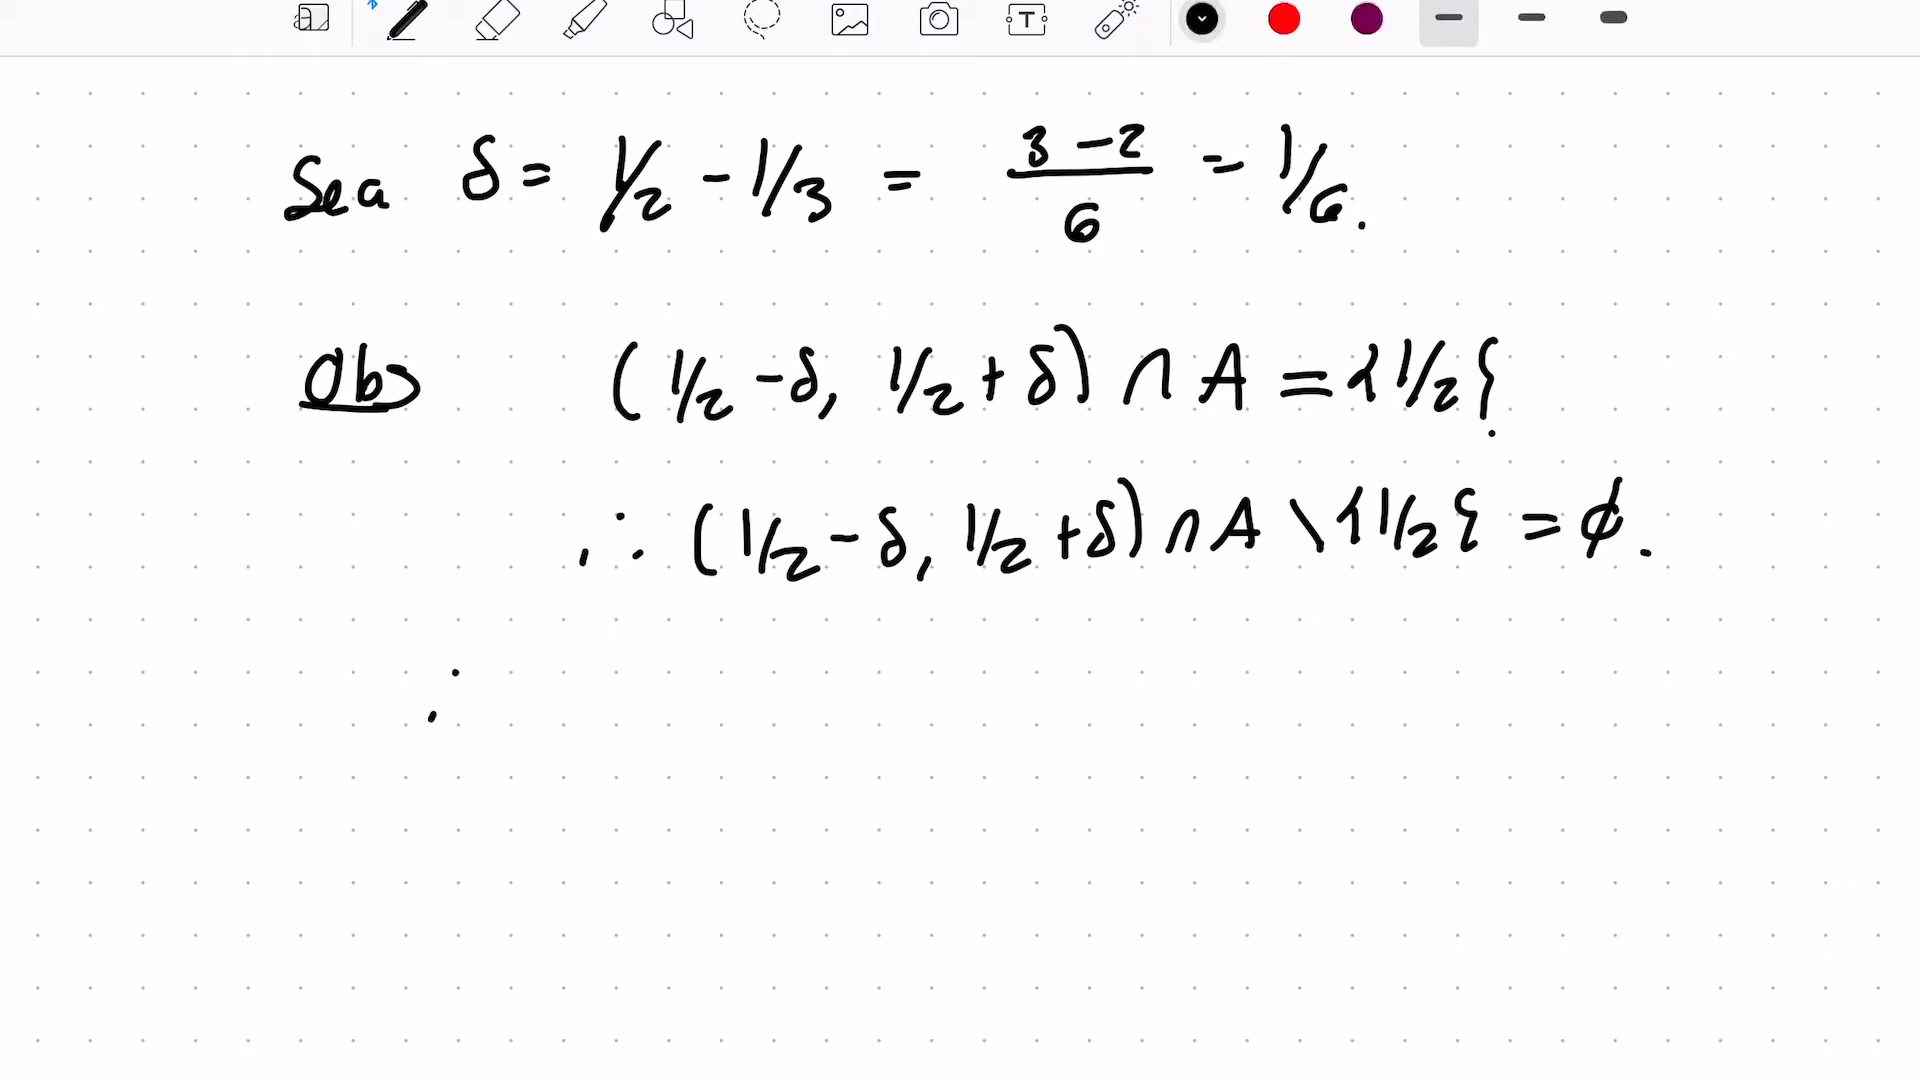 Sea δ = 1/2 - 1/3 = (3-2)/6 = 1/6.
Obs (1/2 - δ, 1/2 + δ) ∩ A = {1/2}.
∴ (1/2 - δ, 1/2 + δ) ∩ A \ {1/2} = ∅.